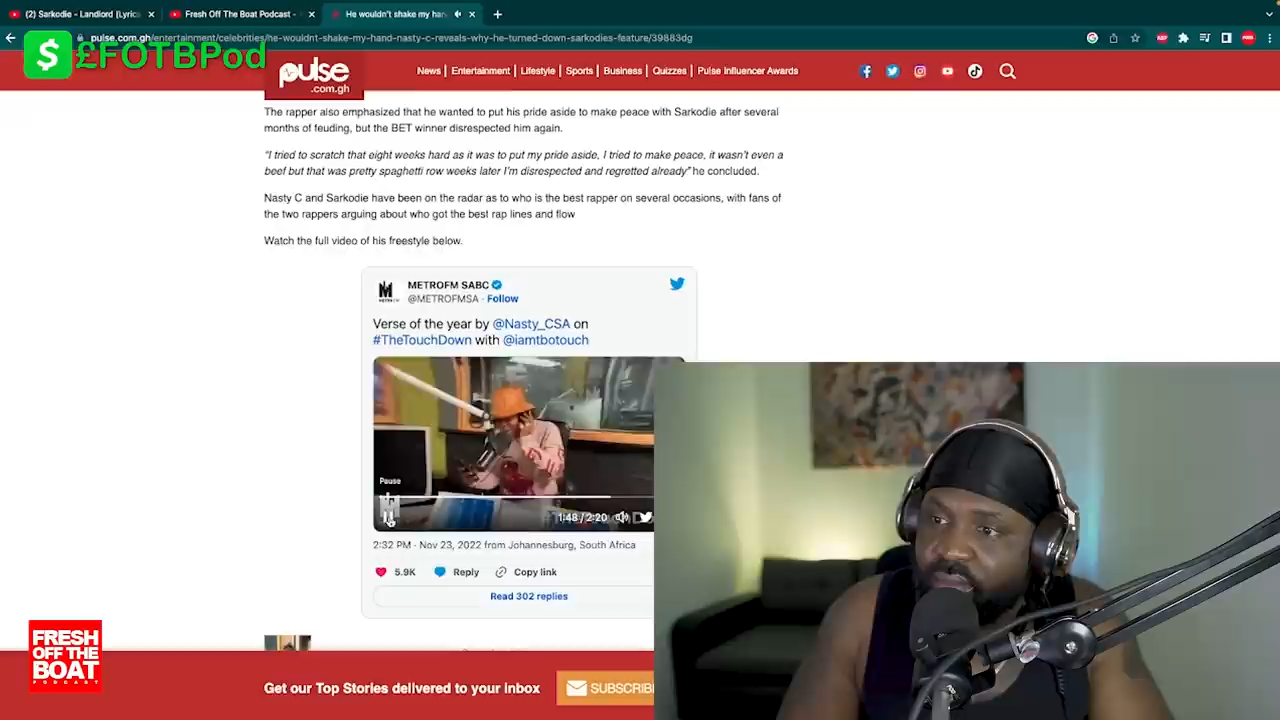 (2) Sarkodie - Landlord (Lyric
Fresh Off The Boat Podcast -
He wouldn't shake my han
pulse.com.gh/entertainment/celebrities/he-wouldnt-shake-my-hand-nasty-c-reveals-why-he-turned-down-sarkodies-feature/39883dg
$ £FOTBPod
pulse
.com.gh
News | Entertainment | Lifestyle | Sports | Business | Quizzes | Pulse Influencer Awards
The rapper also emphasized that he wanted to put his pride aside to make peace with Sarkodie after several
months of feuding, but the BET winner disrespected him again.
"I tried to scratch that eight weeks hard as it was to put my pride aside, I tried to make peace, it wasn't even a
beef but that was pretty spaghetti row weeks later I'm disrespected and regretted already" he concluded.
Nasty C and Sarkodie have been on the radar as to who is the best rapper on several occasions, with fans of
the two rappers arguing about who got the best rap lines and flow
Watch the full video of his freestyle below.
METROFM SABC
@METROFMSA · Follow
Verse of the year by @Nasty_CSA on
#TheTouchDown with @iamtbotouch
Pause
1:48 / 2:20
2:32 PM · Nov 23, 2022 from Johannesburg, South Africa
5.9K Reply Copy link
Read 302 replies
FRESH
OFF THE
BOAT
PODCAST
Get our Top Stories delivered to your inbox
SUBSCRIBE